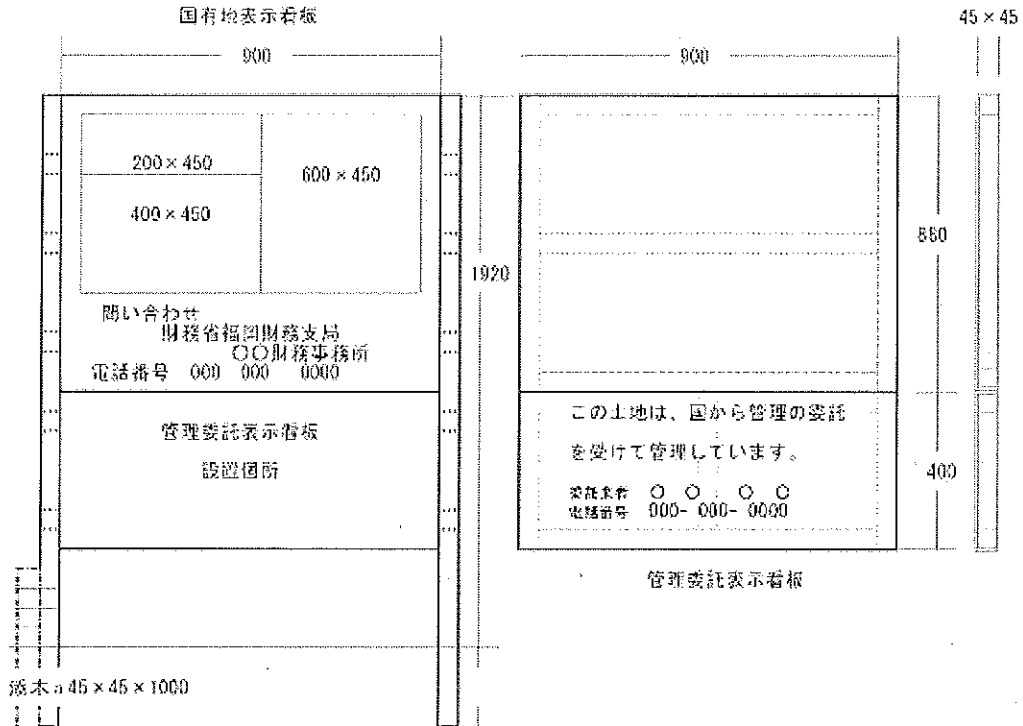 国有地表示看板
45×45
900
900
200×450
600×450
400×450
880
1920
問い合わせ
財務省福岡財務支局
〇〇財務事務所
電話番号 000 000 0000
管理委託表示看板
設置個所
この土地は、国から管理の委託
を受けて管理しています。
400
〇 〇 〇 〇
電話番号 000-000-0000
管理委託表示看板
添木a45×45×1000